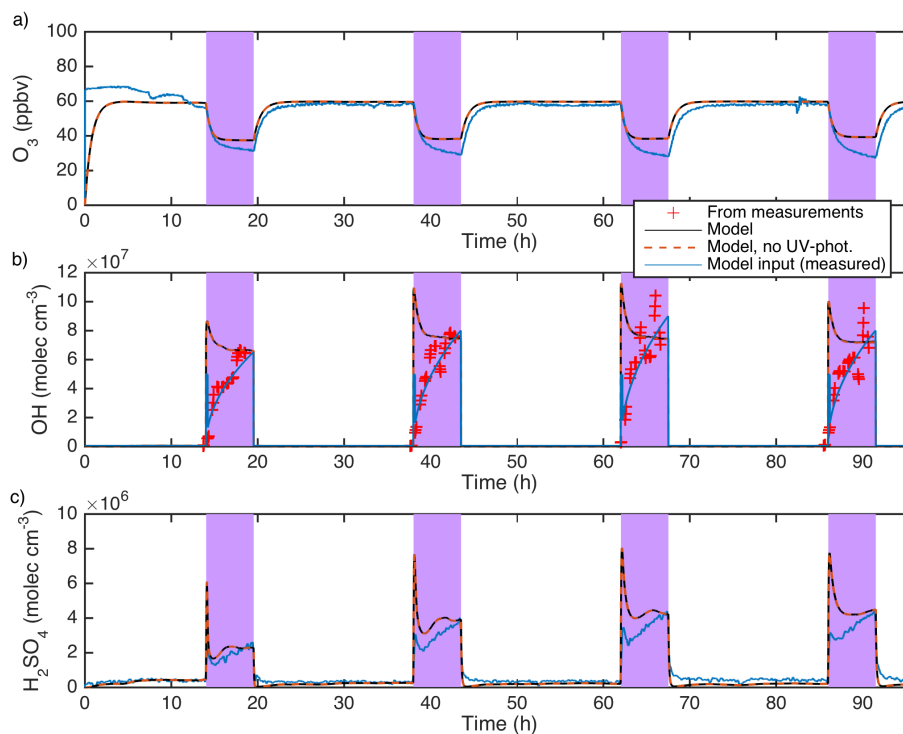 a)
100
80
60
40
20
0
O3 (ppbv)
0 10 20 30 40 50 60 70 80 90
Time (h)
From measurements
Model
Model, no UV-phot.
Model input (measured)
b)
×10^7
12
10
8
6
4
2
0
OH (molec cm^-3)
0 10 20 30 40 50 60 70 80 90
Time (h)
c)
×10^6
10
8
6
4
2
0
H2SO4 (molec cm^-3)
0 10 20 30 40 50 60 70 80 90
Time (h)